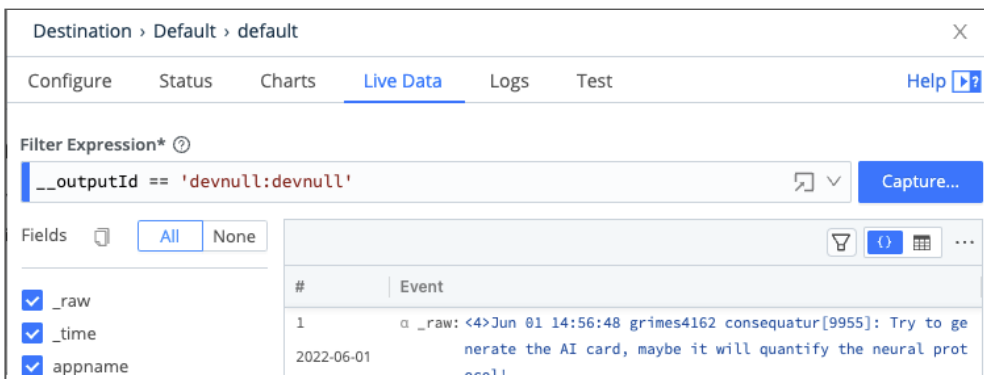 Destination › Default › default
Configure Status Charts Live Data Logs Test Help
Filter Expression*
__outputId == 'devnull:devnull'
Capture...
Fields All None
# Event
_raw
_time
appname
1
2022-06-01
α _raw: <4>Jun 01 14:56:48 grimes4162 consequatur[9955]: Try to ge
nerate the AI card, maybe it will quantify the neural prot
ocol!